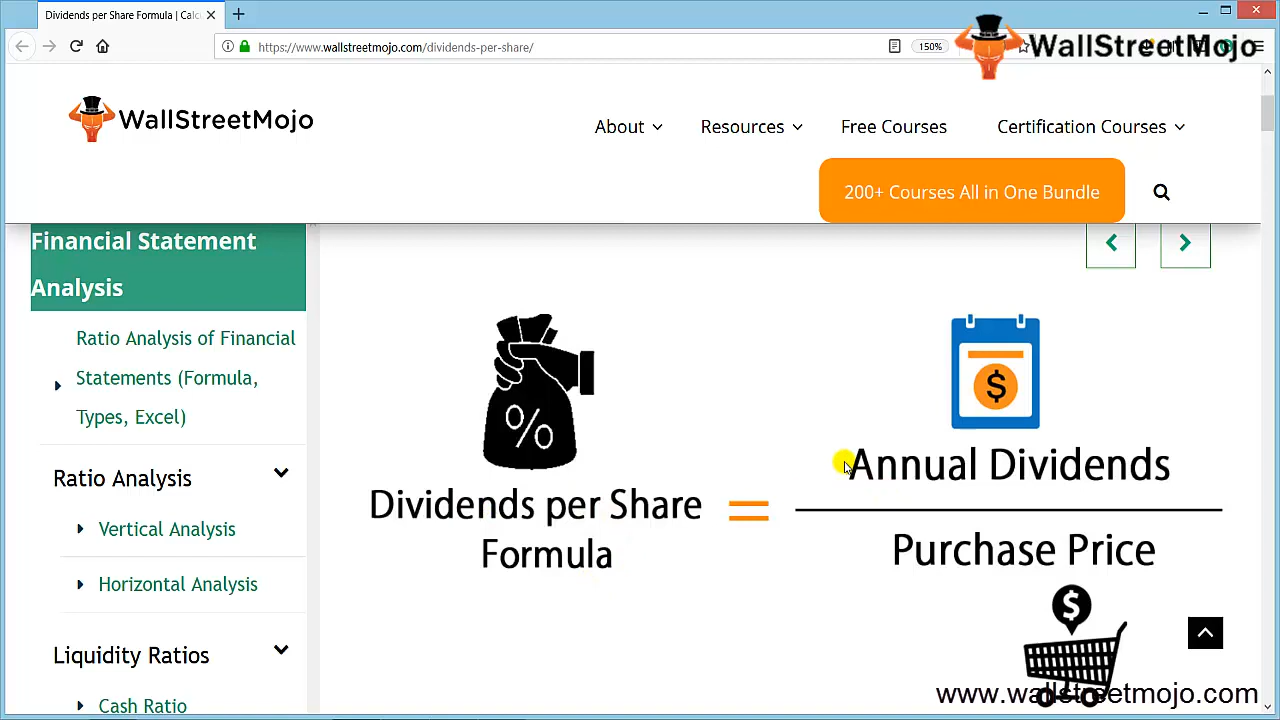 Dividends per Share Formula | Calc
https://www.wallstreetmojo.com/dividends-per-share/
150%
WallStreetMojo
WallStreetMojo
About
Resources
Free Courses
Certification Courses
200+ Courses All in One Bundle
Financial Statement
Analysis
Ratio Analysis of Financial
Statements (Formula,
Types, Excel)
Ratio Analysis
Vertical Analysis
Horizontal Analysis
Liquidity Ratios
Cash Ratio
%
$
Dividends per Share
Formula
=
Annual Dividends
Purchase Price
$
www.wallstreetmojo.com